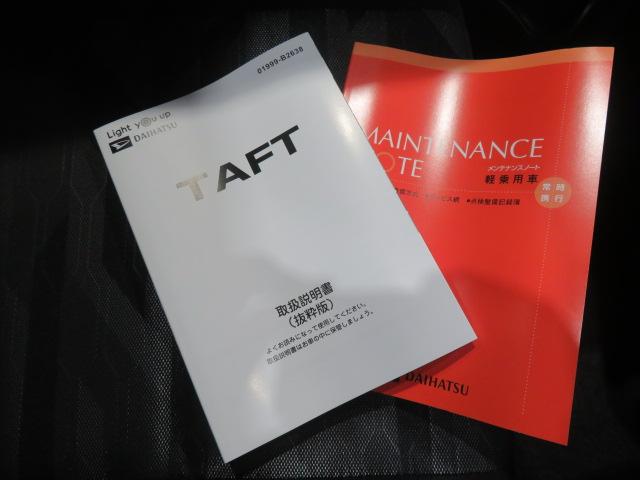 01999-B2638
Light you up
DAIHATSU
TAFT
取扱説明書
(抜粋版)
よくお読みになって使用してください。
取扱説明書はお車の中に保管しましょう。
MAINTENANCE
NOTE
メンテナンスノート
軽乗用車
常時
携行
●点検整備記録簿
DAIHATSU